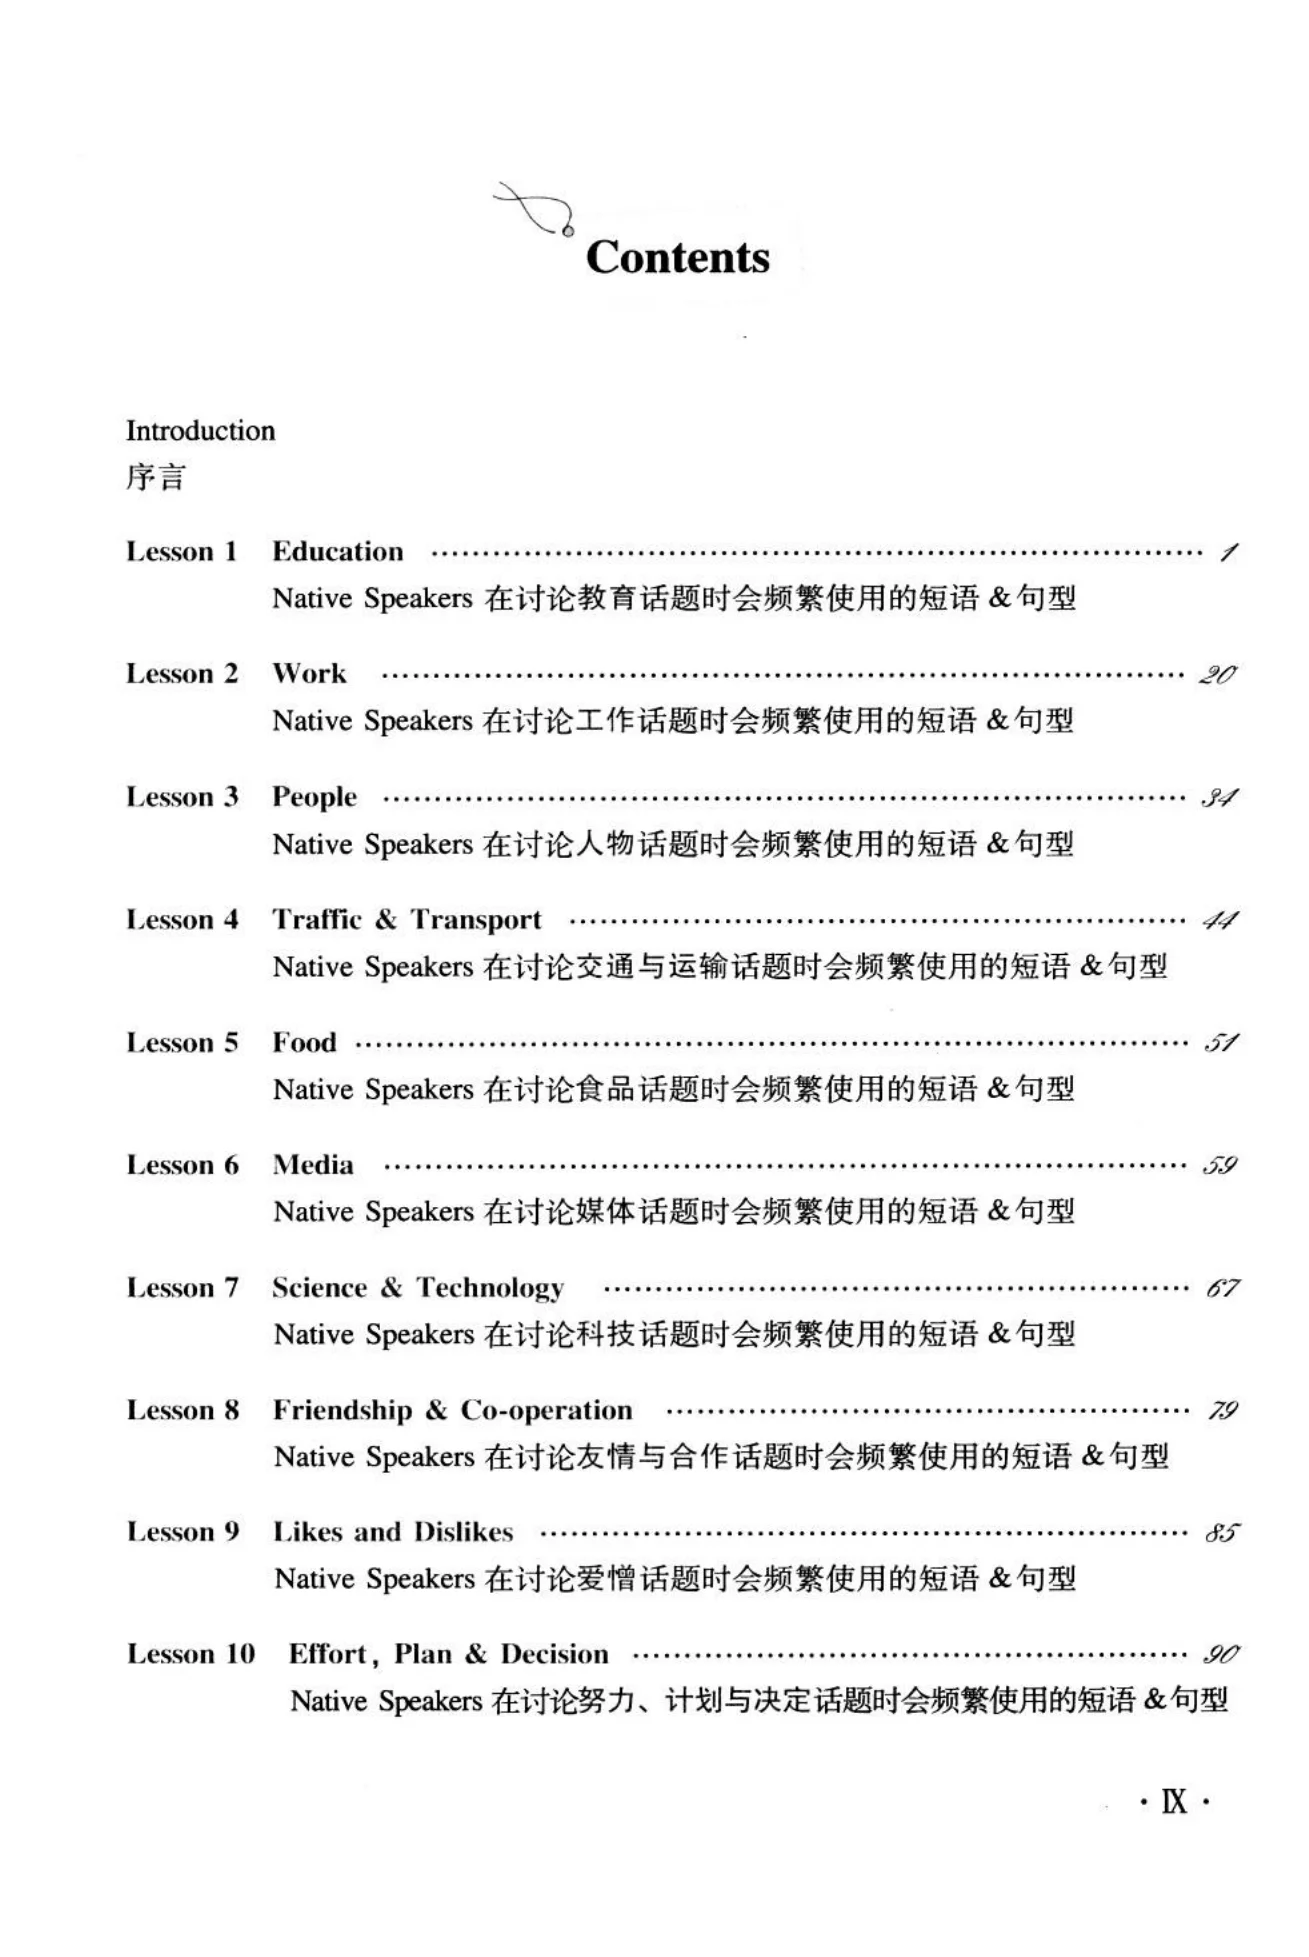 Contents
Introduction
序言
Lesson 1 Education ………………………………………………………………… 1
Native Speakers 在讨论教育话题时会频繁使用的短语 & 句型
Lesson 2 Work ………………………………………………………………… 20
Native Speakers 在讨论工作话题时会频繁使用的短语 & 句型
Lesson 3 People ………………………………………………………………… 34
Native Speakers 在讨论人物话题时会频繁使用的短语 & 句型
Lesson 4 Traffic & Transport ………………………………………………… 44
Native Speakers 在讨论交通与运输话题时会频繁使用的短语 & 句型
Lesson 5 Food ………………………………………………………………… 51
Native Speakers 在讨论食品话题时会频繁使用的短语 & 句型
Lesson 6 Media ………………………………………………………………… 59
Native Speakers 在讨论媒体话题时会频繁使用的短语 & 句型
Lesson 7 Science & Technology ……………………………………………… 67
Native Speakers 在讨论科技话题时会频繁使用的短语 & 句型
Lesson 8 Friendship & Co-operation ………………………………………… 79
Native Speakers 在讨论友情与合作话题时会频繁使用的短语 & 句型
Lesson 9 Likes and Dislikes …………………………………………………… 85
Native Speakers 在讨论爱憎话题时会频繁使用的短语 & 句型
Lesson 10 Effort, Plan & Decision …………………………………………… 90
Native Speakers 在讨论努力、计划与决定话题时会频繁使用的短语 & 句型
· Ⅸ ·